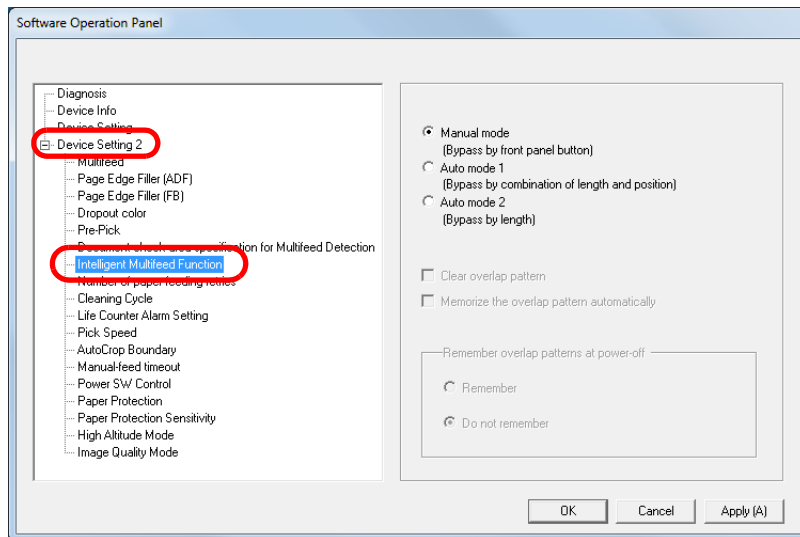 Software Operation Panel
Diagnosis
Device Info
Device Setting
Device Setting 2
Multifeed
Page Edge Filler (ADF)
Page Edge Filler (FB)
Dropout color
Pre-Pick
Document check area specification for Multifeed Detection
Intelligent Multifeed Function
Number of paper feeding retries
Cleaning Cycle
Life Counter Alarm Setting
Pick Speed
AutoCrop Boundary
Manual-feed timeout
Power SW Control
Paper Protection
Paper Protection Sensitivity
High Altitude Mode
Image Quality Mode
Manual mode
(Bypass by front panel button)
Auto mode 1
(Bypass by combination of length and position)
Auto mode 2
(Bypass by length)
Clear overlap pattern
Memorize the overlap pattern automatically
Remember overlap patterns at power-off
Remember
Do not remember
OK Cancel Apply (A)